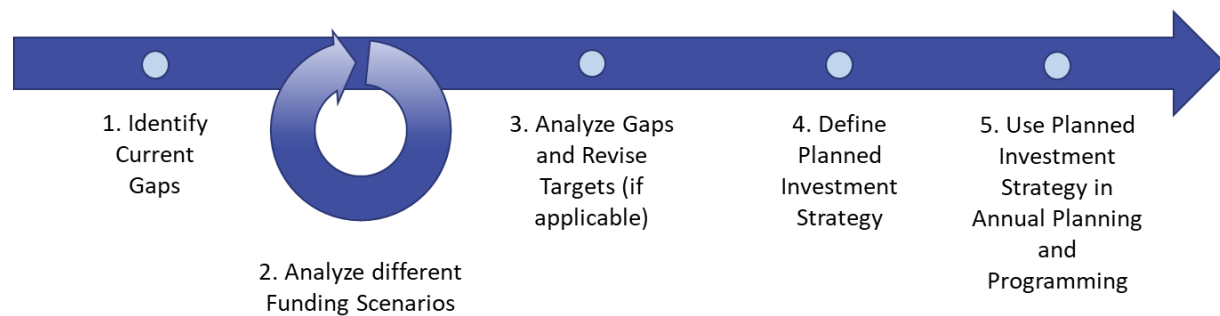 1. Identify
Current
Gaps
2. Analyze different
Funding Scenarios
3. Analyze Gaps
and Revise
Targets (if
applicable)
4. Define
Planned
Investment
Strategy
5. Use Planned
Investment
Strategy in
Annual Planning
and
Programming